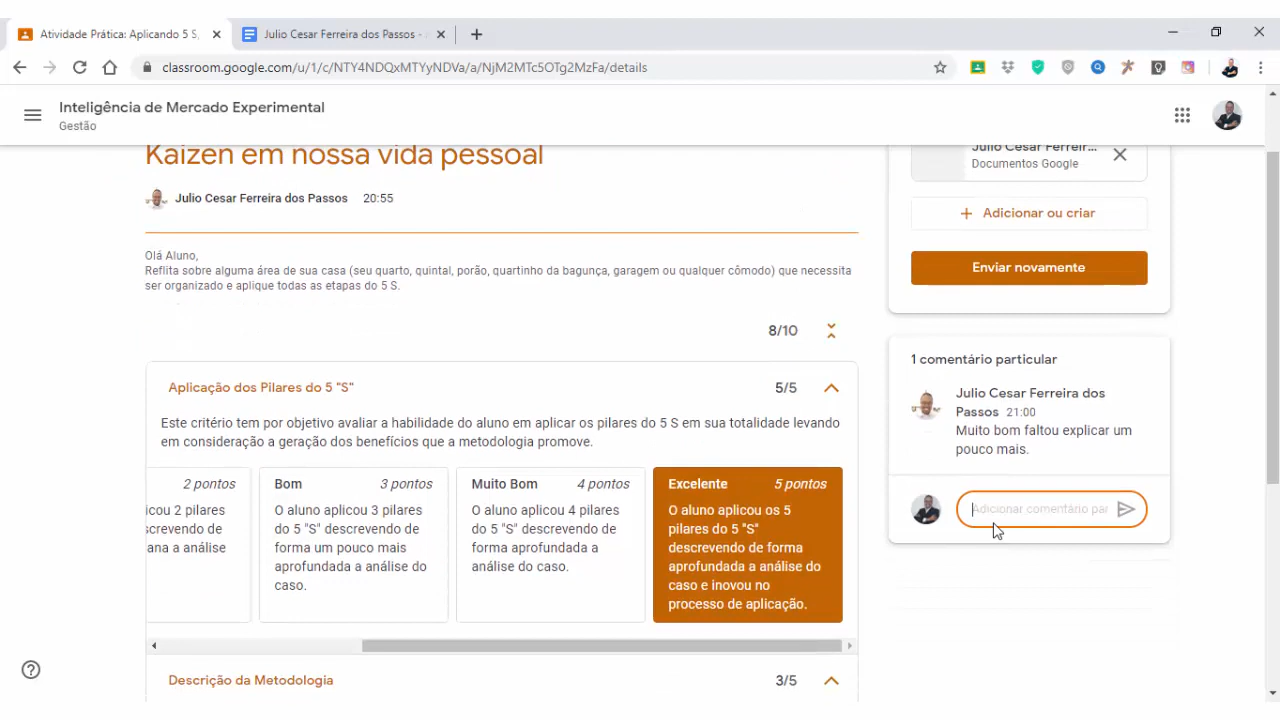 Atividade Prática: Aplicando 5 S,
Julio Cesar Ferreira dos Passos -
classroom.google.com/u/1/c/NTY4NDQxMTYyNDVa/a/NjM2MTc5OTg2MzFa/details
Inteligência de Mercado Experimental
Gestão
Kaizen em nossa vida pessoal
Julio Cesar Ferreira dos Passos 20:55
Olá Aluno,
Reflita sobre alguma área de sua casa (seu quarto, quintal, porão, quartinho da bagunça, garagem ou qualquer cômodo) que necessita
ser organizado e aplique todas as etapas do 5 S.
8/10
Aplicação dos Pilares do 5 "S" 5/5
Este critério tem por objetivo avaliar a habilidade do aluno em aplicar os pilares do 5 S em sua totalidade levando
em consideração a geração dos benefícios que a metodologia promove.
2 pontos
icou 2 pilares
screvendo de
ana a análise
Bom 3 pontos
O aluno aplicou 3 pilares
do 5 "S" descrevendo de
forma um pouco mais
aprofundada a análise do
caso.
Muito Bom 4 pontos
O aluno aplicou 4 pilares
do 5 "S" descrevendo de
forma aprofundada a
análise do caso.
Excelente 5 pontos
O aluno aplicou os 5
pilares do 5 "S"
descrevendo de forma
aprofundada a análise do
caso e inovou no
processo de aplicação.
Descrição da Metodologia 3/5
Julio Cesar Ferreir...
Documentos Google
Adicionar ou criar
Enviar novamente
1 comentário particular
Julio Cesar Ferreira dos
Passos 21:00
Muito bom faltou explicar um
pouco mais.
Adicionar comentário par